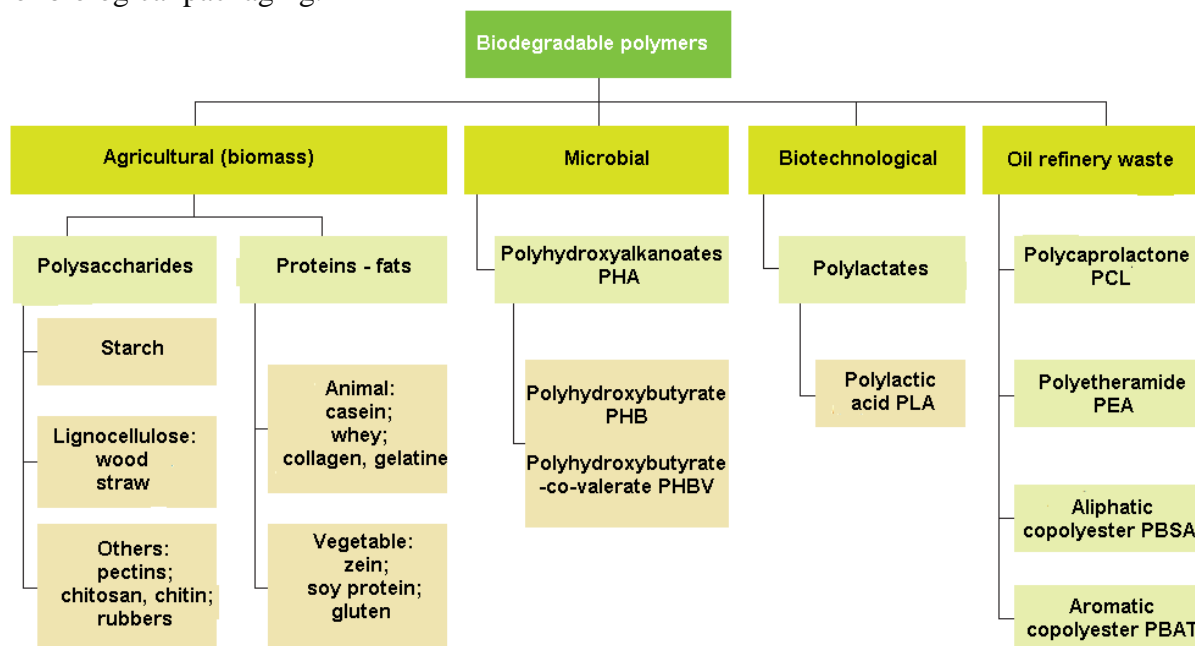 Biodegradable polymers
Agricultural (biomass)
Microbial
Biotechnological
Oil refinery waste
Polysaccharides
Proteins - fats
Polyhydroxyalkanoates
PHA
Polylactates
Polycaprolactone
PCL
Starch
Lignocellulose:
wood
straw
Others:
pectins;
chitosan, chitin;
rubbers
Animal:
casein;
whey;
collagen, gelatine
Vegetable:
zein;
soy protein;
gluten
Polyhydroxybutyrate
PHB
Polyhydroxybutyrate
-co-valerate PHBV
Polylactic
acid PLA
Polyetheramide
PEA
Aliphatic
copolyester PBSA
Aromatic
copolyester PBAT